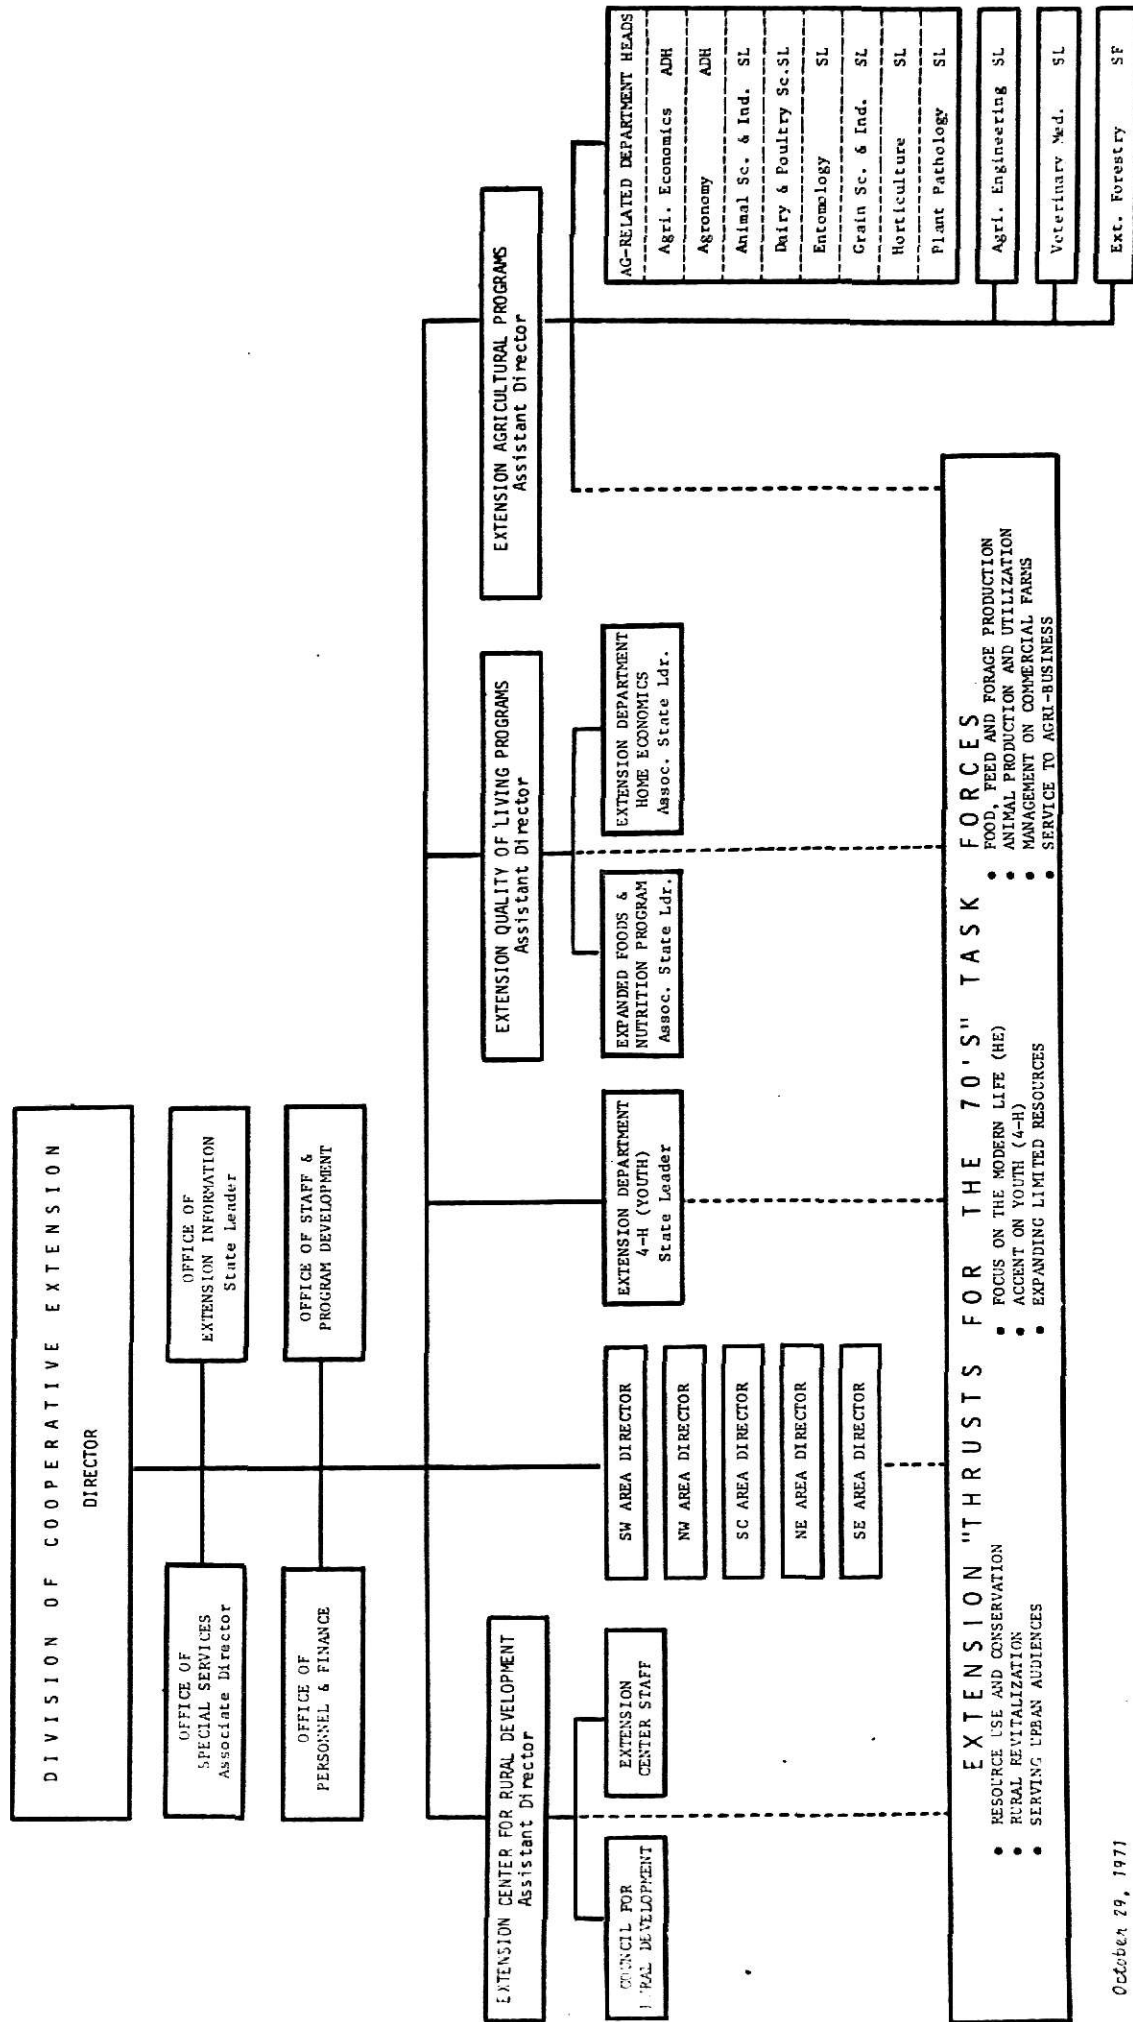 DIVISION OF COOPERATIVE EXTENSION
DIRECTOR
OFFICE OF
SPECIAL SERVICES
Associate Director
OFFICE OF
EXTENSION INFORMATION
State Leader
OFFICE OF
PERSONNEL & FINANCE
OFFICE OF STAFF &
PROGRAM DEVELOPMENT
EXTENSION CENTER FOR RURAL DEVELOPMENT
Assistant Director
COUNCIL FOR
DEVELOPMENT
EXTENSION
CENTER STAFF
SW AREA DIRECTOR
NW AREA DIRECTOR
SC AREA DIRECTOR
NE AREA DIRECTOR
SE AREA DIRECTOR
EXTENSION DEPARTMENT
4-H (YOUTH)
State Leader
EXTENSION QUALITY OF LIVING PROGRAMS
Assistant Director
EXPANDED FOODS &
NUTRITION PROGRAM
Assoc. State Ldr.
EXTENSION DEPARTMENT
HOME ECONOMICS
Assoc. State Ldr.
EXTENSION AGRICULTURAL PROGRAMS
Assistant Director
AG-RELATED DEPARTMENT HEADS
Agri. Economics ADH
Agronomy ADH
Animal Sc. & Ind. SL
Dairy & Poultry Sc. SL
Entomology SL
Grain Sc. & Ind. SL
Horticulture SL
Plant Pathology SL
Agri. Engineering SL
Veterinary Med. SL
Ext. Forestry SF
EXTENSION "THRUSTS FOR THE 70'S" TASK FORCES
• RESOURCE USE AND CONSERVATION
• RURAL REVITALIZATION
• SERVING URBAN AUDIENCES
• FOCUS ON THE MODERN LIFE (HE)
• ACCENT ON YOUTH (4-H)
• EXPANDING LIMITED RESOURCES
• FOOD, FEED AND FORAGE PRODUCTION
• ANIMAL PRODUCTION AND UTILIZATION
• MANAGEMENT ON COMMERCIAL FARMS
• SERVICE TO AGRI-BUSINESS
October 29, 1971